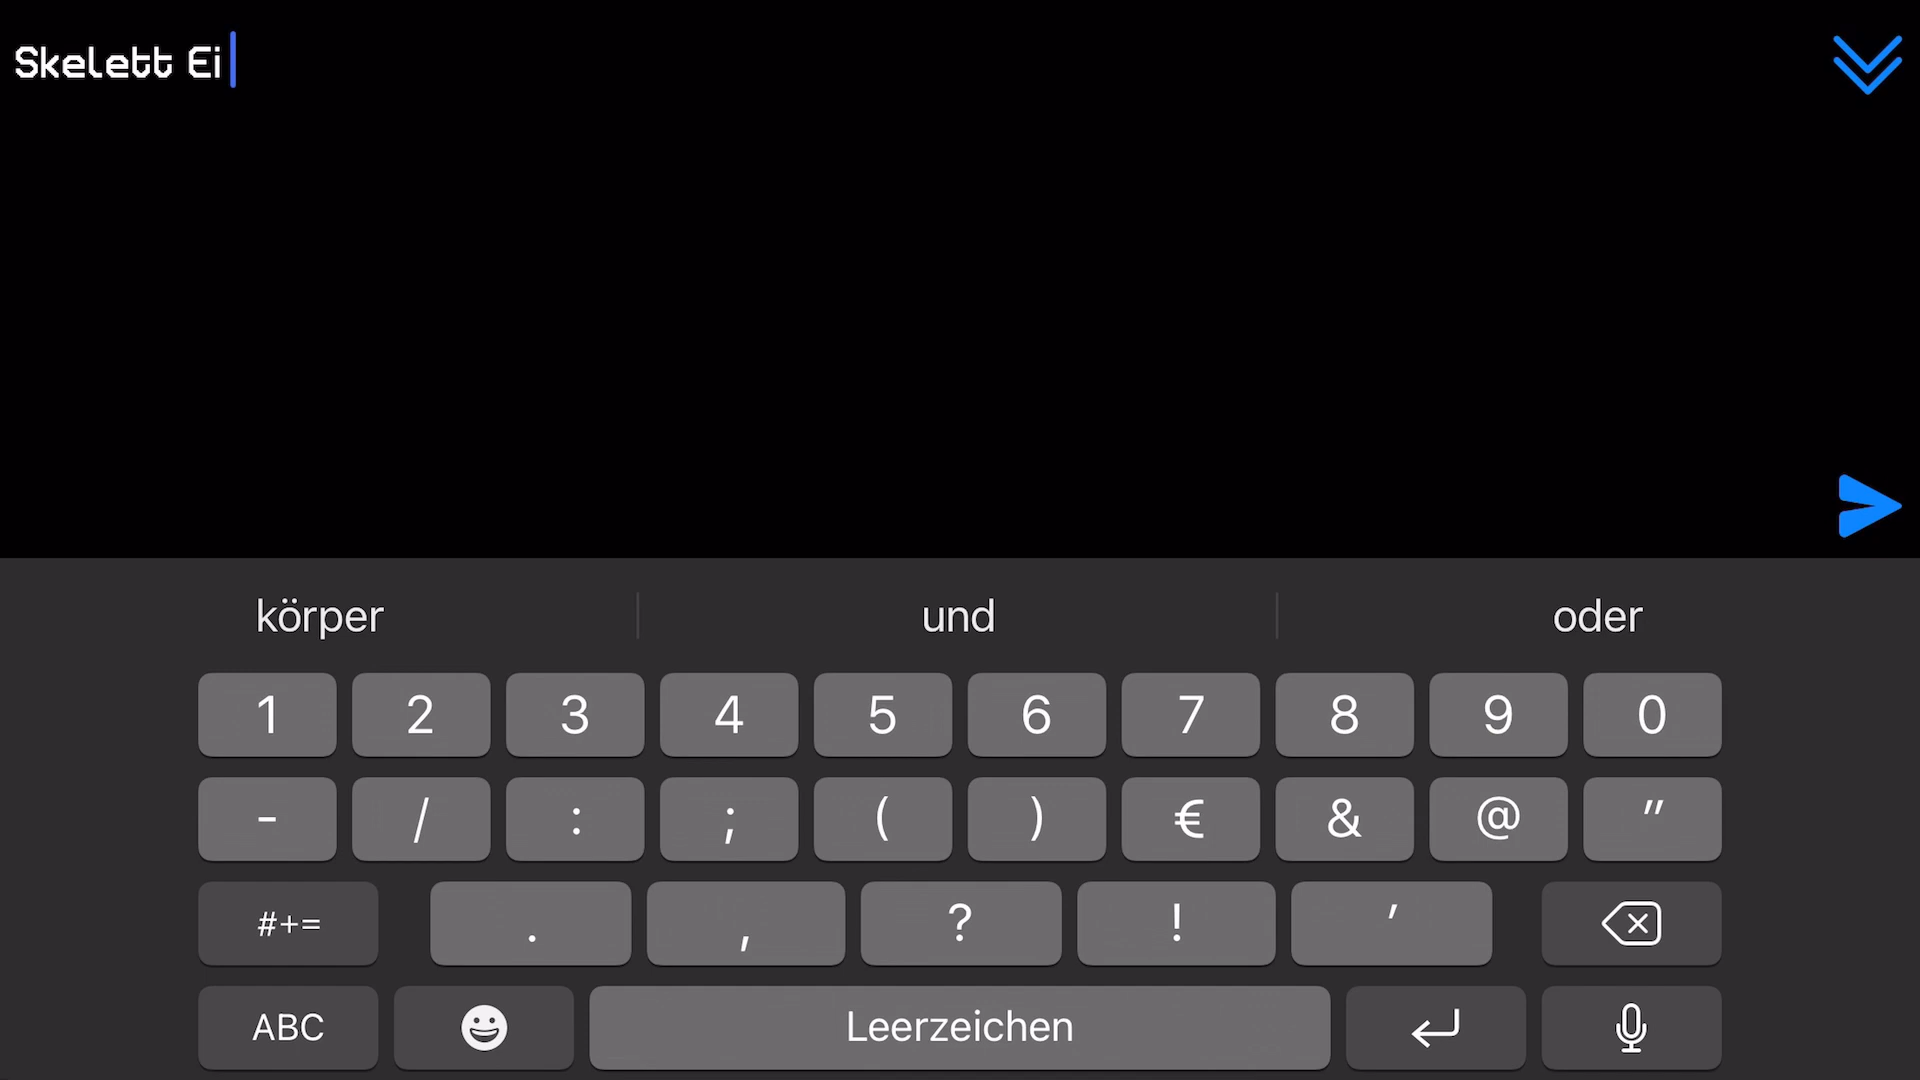 Skelett Ei
körper und oder
1 2 3 4 5 6 7 8 9 0
- / : ; ( ) € & @ "
#+= . , ? ! '
ABC Leerzeichen